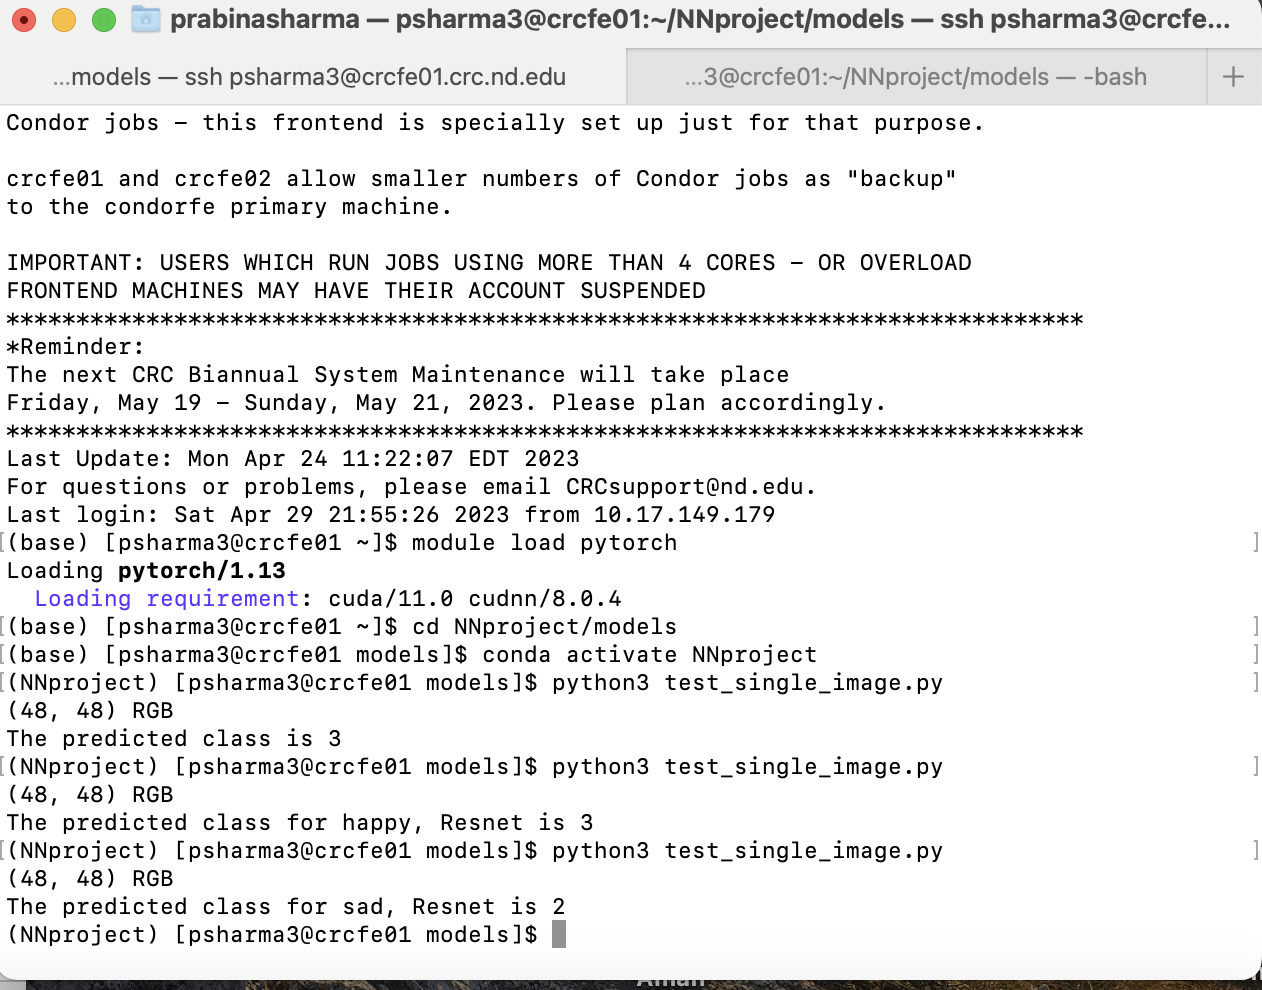 prabinasharma — psharma3@crcfe01:~/NNproject/models — ssh psharma3@crcfe...
...models — ssh psharma3@crcfe01.crc.nd.edu
...3@crcfe01:~/NNproject/models — -bash
+
Condor jobs – this frontend is specially set up just for that purpose.
crcfe01 and crcfe02 allow smaller numbers of Condor jobs as "backup"
to the condorfe primary machine.
IMPORTANT: USERS WHICH RUN JOBS USING MORE THAN 4 CORES – OR OVERLOAD
FRONTEND MACHINES MAY HAVE THEIR ACCOUNT SUSPENDED
*****************************************************************************
*Reminder:
The next CRC Biannual System Maintenance will take place
Friday, May 19 – Sunday, May 21, 2023. Please plan accordingly.
*****************************************************************************
Last Update: Mon Apr 24 11:22:07 EDT 2023
For questions or problems, please email CRCsupport@nd.edu.
Last login: Sat Apr 29 21:55:26 2023 from 10.17.149.179
[(base) [psharma3@crcfe01 ~]$ module load pytorch ]
Loading pytorch/1.13
Loading requirement: cuda/11.0 cudnn/8.0.4
[(base) [psharma3@crcfe01 ~]$ cd NNproject/models ]
[(base) [psharma3@crcfe01 models]$ conda activate NNproject ]
[(NNproject) [psharma3@crcfe01 models]$ python3 test_single_image.py ]
(48, 48) RGB
The predicted class is 3
[(NNproject) [psharma3@crcfe01 models]$ python3 test_single_image.py ]
(48, 48) RGB
The predicted class for happy, Resnet is 3
[(NNproject) [psharma3@crcfe01 models]$ python3 test_single_image.py ]
(48, 48) RGB
The predicted class for sad, Resnet is 2
(NNproject) [psharma3@crcfe01 models]$